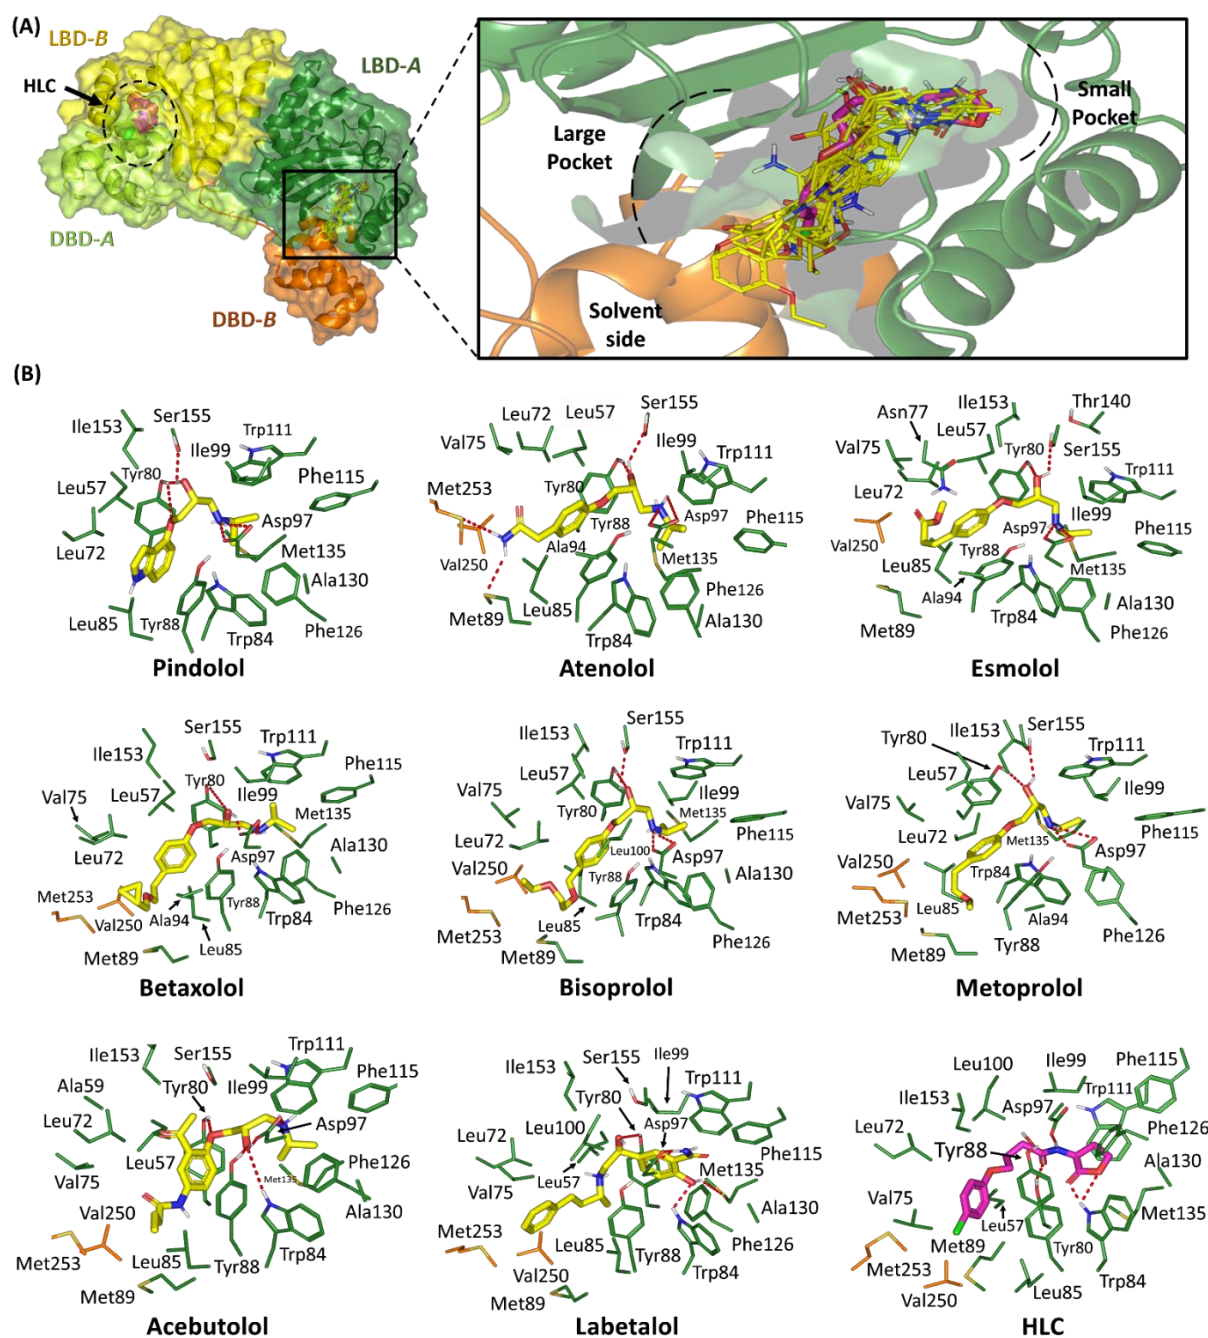 (A)
LBD-B
HLC
LBD-A
DBD-A
DBD-B
Large
Pocket
Small
Pocket
Solvent
side
(B)
Ser155
Ile153
Trp111
Ile99
Tyr80
Phe115
Leu57
Asp97
Leu72
Met135
Ala130
Leu85
Tyr88
Trp84
Phe126
Pindolol
Ser155
Leu72
Leu57
Val75
Ile99
Trp111
Met253
Tyr80
Tyr88
Asp97
Phe115
Val250
Ala94
Met135
Met89
Leu85
Phe126
Trp84
Ala130
Atenolol
Asn77
Ile153
Thr140
Leu57
Val75
Tyr80
Ser155
Trp111
Leu72
Asp97
Ile99
Phe115
Val250
Tyr88
Leu85
Met135
Ala94
Ala130
Met89
Trp84
Phe126
Esmolol
Ser155
Ile153
Trp111
Tyr80
Phe115
Val75
Leu57
Ile99
Met135
Leu72
Ala130
Asp97
Met253
Val250
Ala94
Tyr88
Trp84
Phe126
Met89
Leu85
Betaxolol
Ser155
Ile153
Trp111
Leu57
Ile99
Tyr80
Met135
Leu72
Phe115
Leu100
Asp97
Val250
Tyr88
Ala130
Met253
Leu85
Trp84
Met89
Phe126
Bisoprolol
Ile153
Ser155
Tyr80
Trp111
Leu57
Ile99
Val75
Leu72
Met135
Phe115
Asp97
Val250
Trp84
Met253
Leu85
Ala94
Met89
Tyr88
Phe126
Metoprolol
Ile153
Ser155
Trp111
Ala59
Tyr80
Ile99
Phe115
Leu72
Asp97
Leu57
Phe126
Val75
Met135
Val250
Ala130
Met253
Leu85
Tyr88
Trp84
Met89
Acebutolol
Ser155
Ile99
Ile153
Tyr80
Trp111
Asp97
Leu72
Leu100
Val75
Leu57
Met135
Ala130
Met253
Leu85
Tyr88
Phe126
Val250
Trp84
Met89
Labetalol
Leu100
Ile99
Phe115
Ile153
Asp97
Trp111
Leu72
Tyr88
Phe126
Ala130
Val75
Leu57
Met135
Met89
Tyr80
Met253
Trp84
Val250
Leu85
HLC